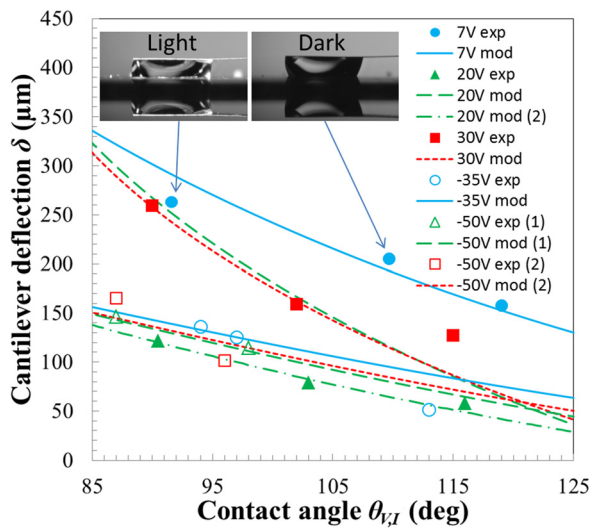 Light
Dark
450
400
350
300
250
200
150
100
50
0
85
95
105
115
125
Cantilever deflection δ (μm)
Contact angle θV,I (deg)
7V exp
7V mod
20V exp
20V mod
20V mod (2)
30V exp
30V mod
-35V exp
-35V mod
-50V exp (1)
-50V mod (1)
-50V exp (2)
-50V mod (2)